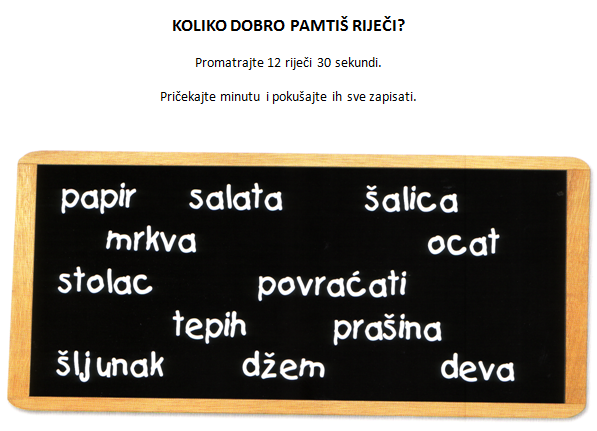 KOLIKO DOBRO PAMTIŠ RIJEČI?
Promatrajte 12 riječi 30 sekundi.
Pričekajte minutu i pokušajte ih sve zapisati.
papir salata šalica
mrkva ocat
stolac povraćati
tepih prašina
šljunak džem deva